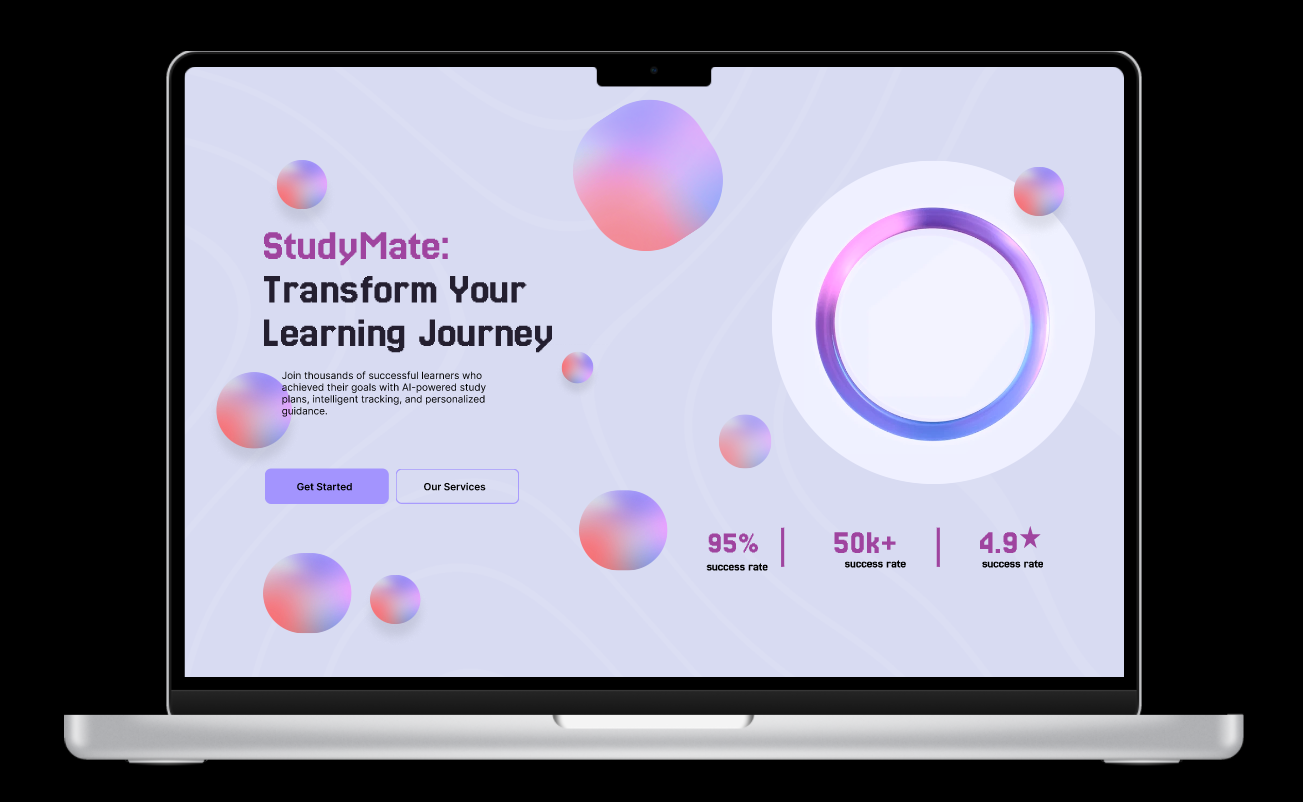 StudyMate:
Transform Your
Learning Journey
Join thousands of successful learners who
achieved their goals with AI-powered study
plans, intelligent tracking, and personalized
guidance.
Get Started
Our Services
95%
success rate
50k+
success rate
4.9★
success rate